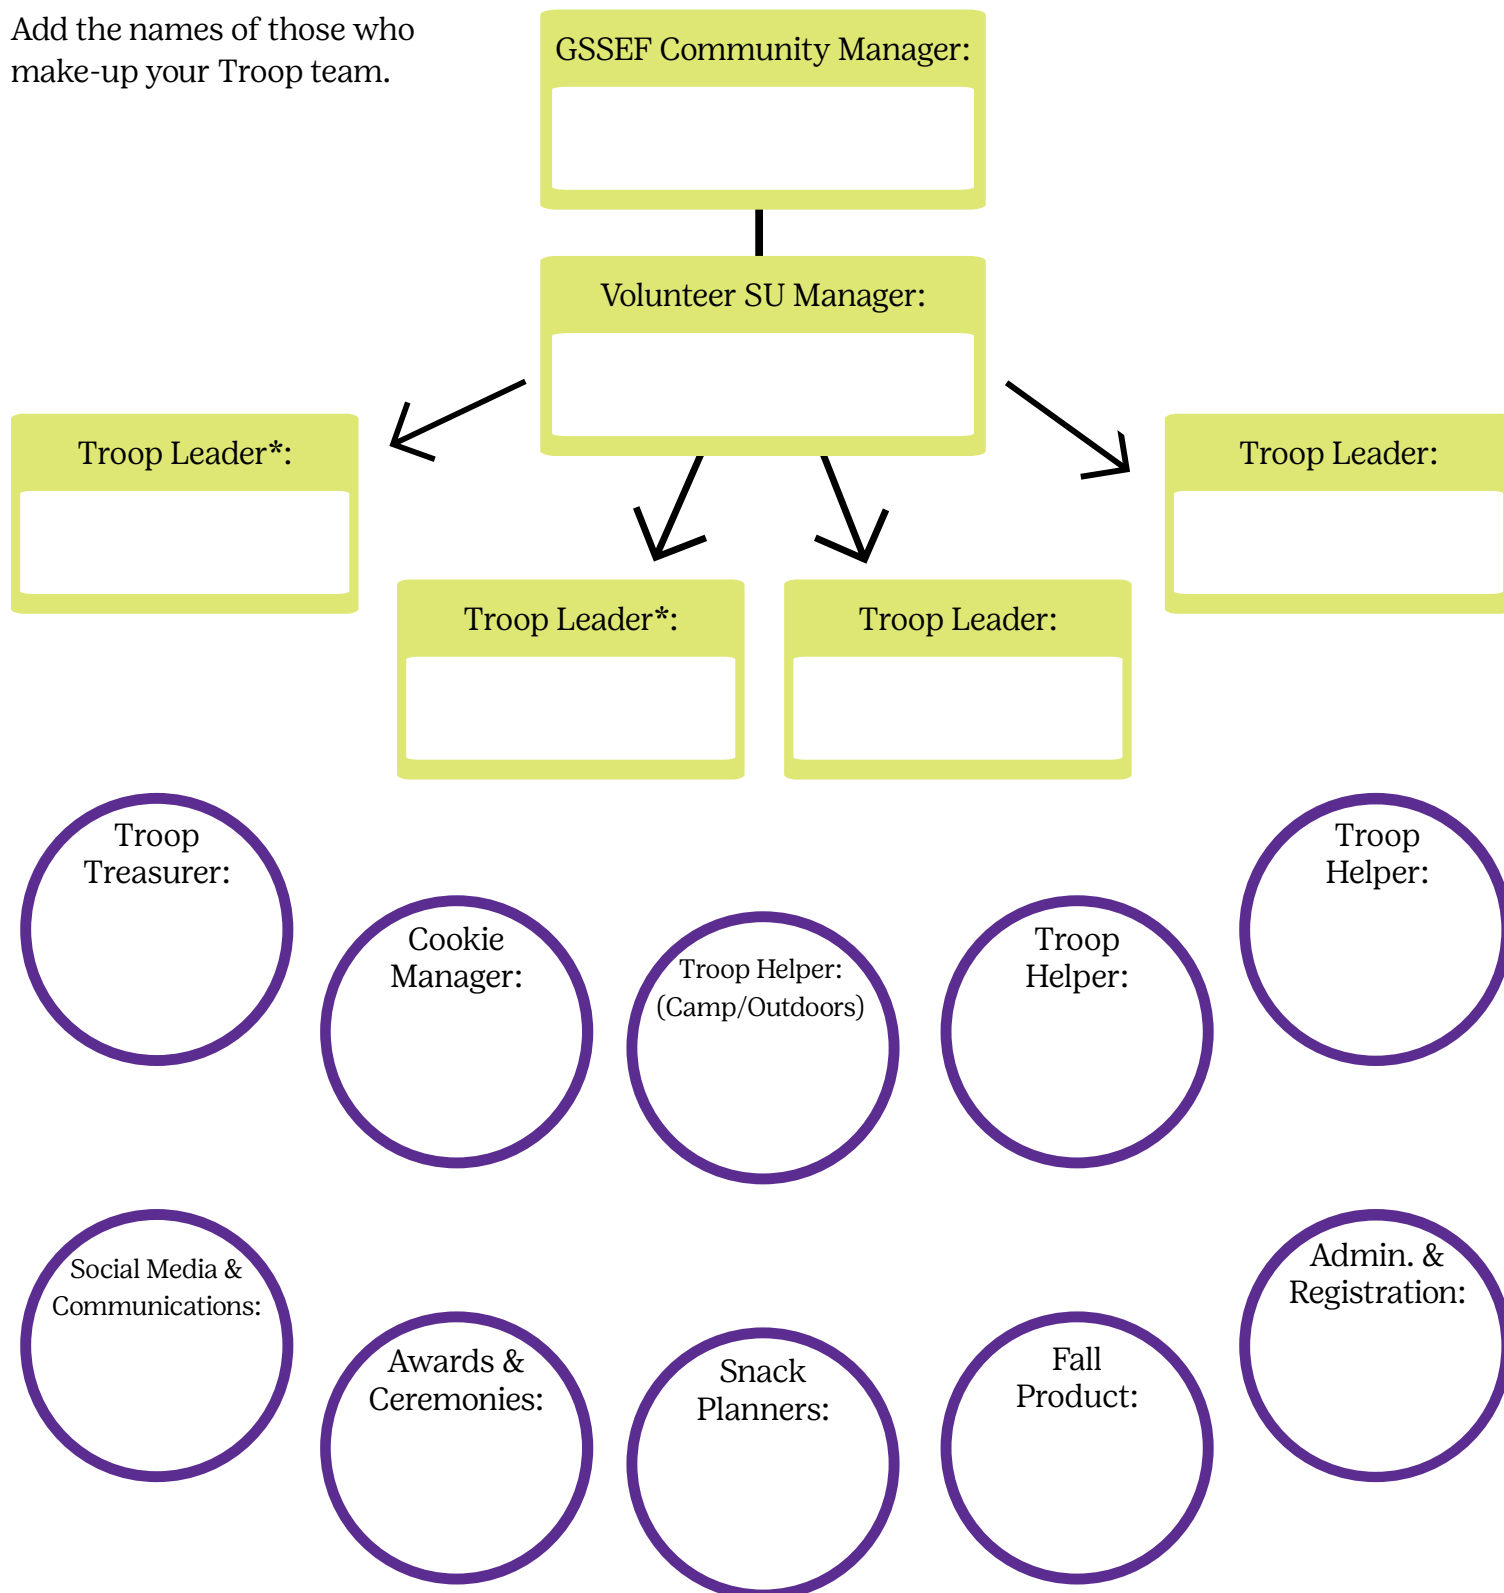 Add the names of those who
make-up your Troop team.
GSSEF Community Manager:
Volunteer SU Manager:
Troop Leader*:
Troop Leader:
Troop Leader*:
Troop Leader:
Troop
Treasurer:
Cookie
Manager:
Troop Helper:
(Camp/Outdoors)
Troop
Helper:
Troop
Helper:
Social Media &
Communications:
Awards &
Ceremonies:
Snack
Planners:
Fall
Product:
Admin. &
Registration: